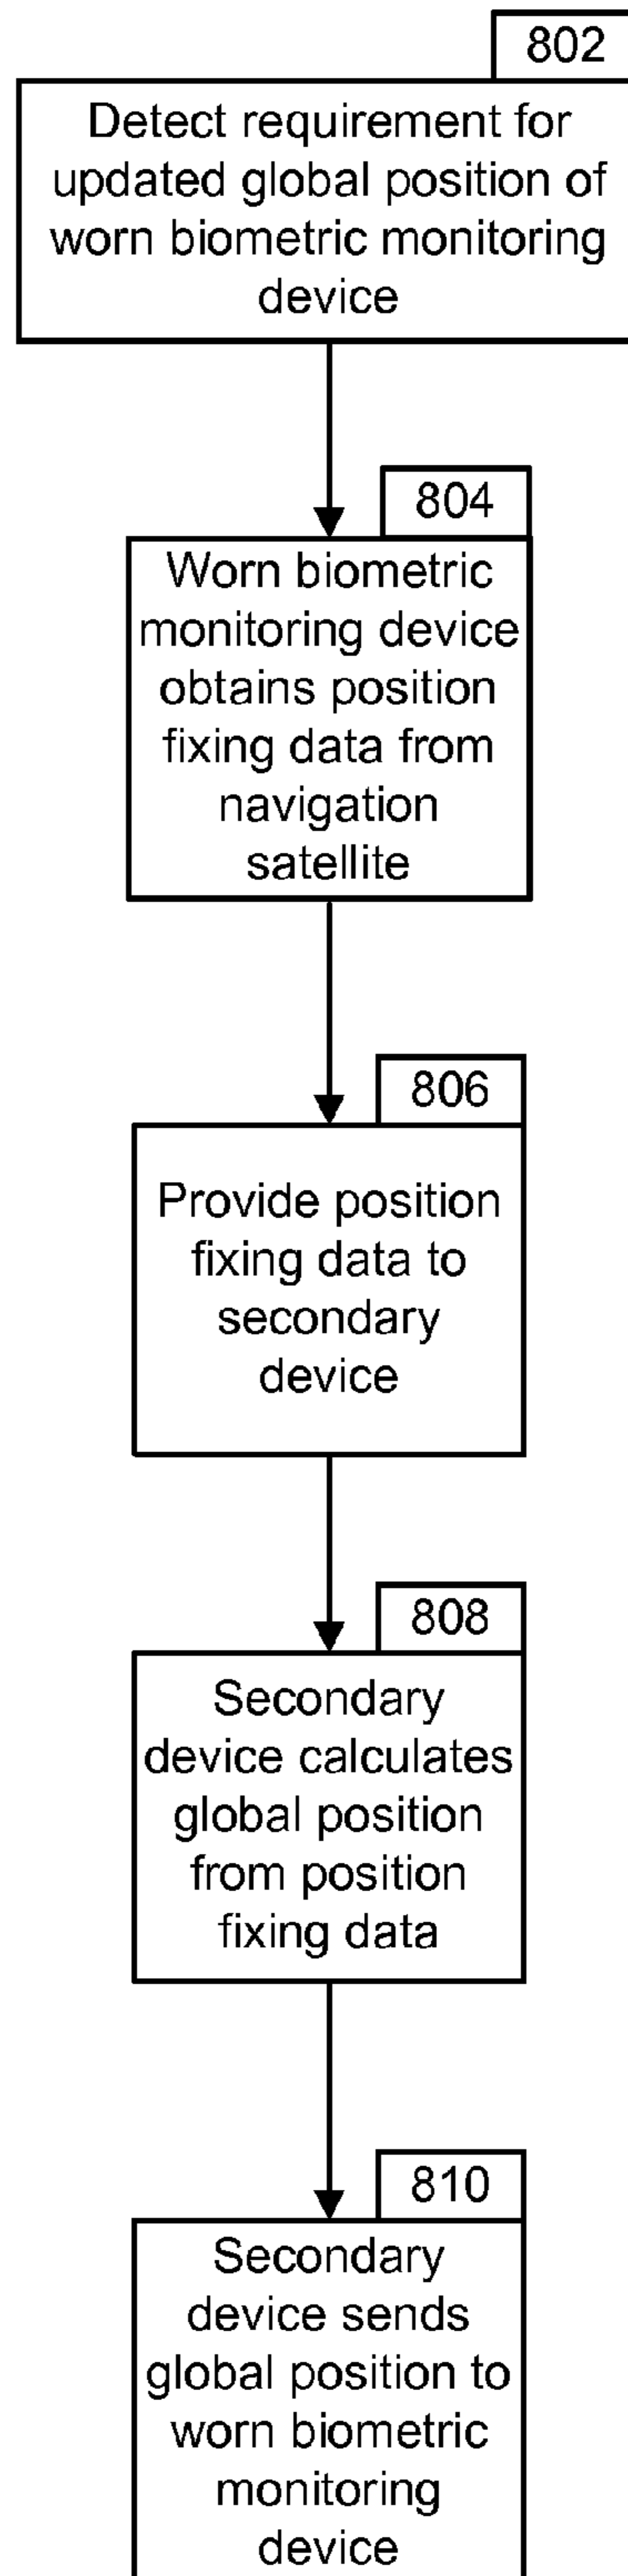 802
Detect requirement for
updated global position of
worn biometric monitoring
device
804
Worn biometric
monitoring device
obtains position
fixing data from
navigation
satellite
806
Provide position
fixing data to
secondary
device
808
Secondary
device calculates
global position
from position
fixing data
810
Secondary
device sends
global position to
worn biometric
monitoring
device